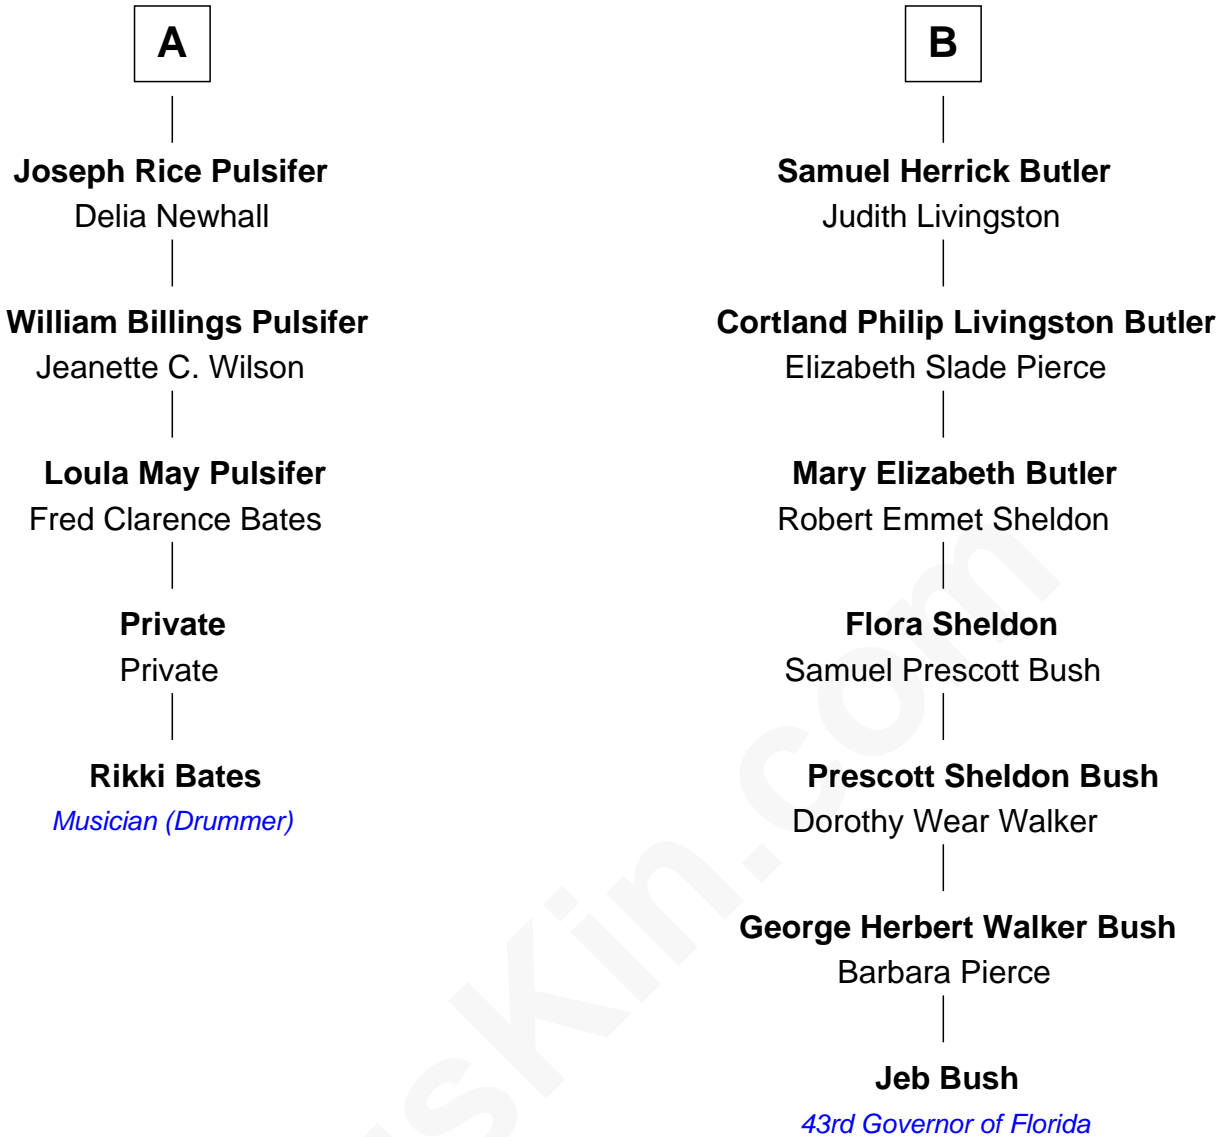 A
Joseph Rice Pulsifer
Delia Newhall
William Billings Pulsifer
Jeanette C. Wilson
Loula May Pulsifer
Fred Clarence Bates
Private
Private
Rikki Bates
Musician (Drummer)
B
Samuel Herrick Butler
Judith Livingston
Cortland Philip Livingston Butler
Elizabeth Slade Pierce
Mary Elizabeth Butler
Robert Emmet Sheldon
Flora Sheldon
Samuel Prescott Bush
Prescott Sheldon Bush
Dorothy Wear Walker
George Herbert Walker Bush
Barbara Pierce
Jeb Bush
43rd Governor of Florida